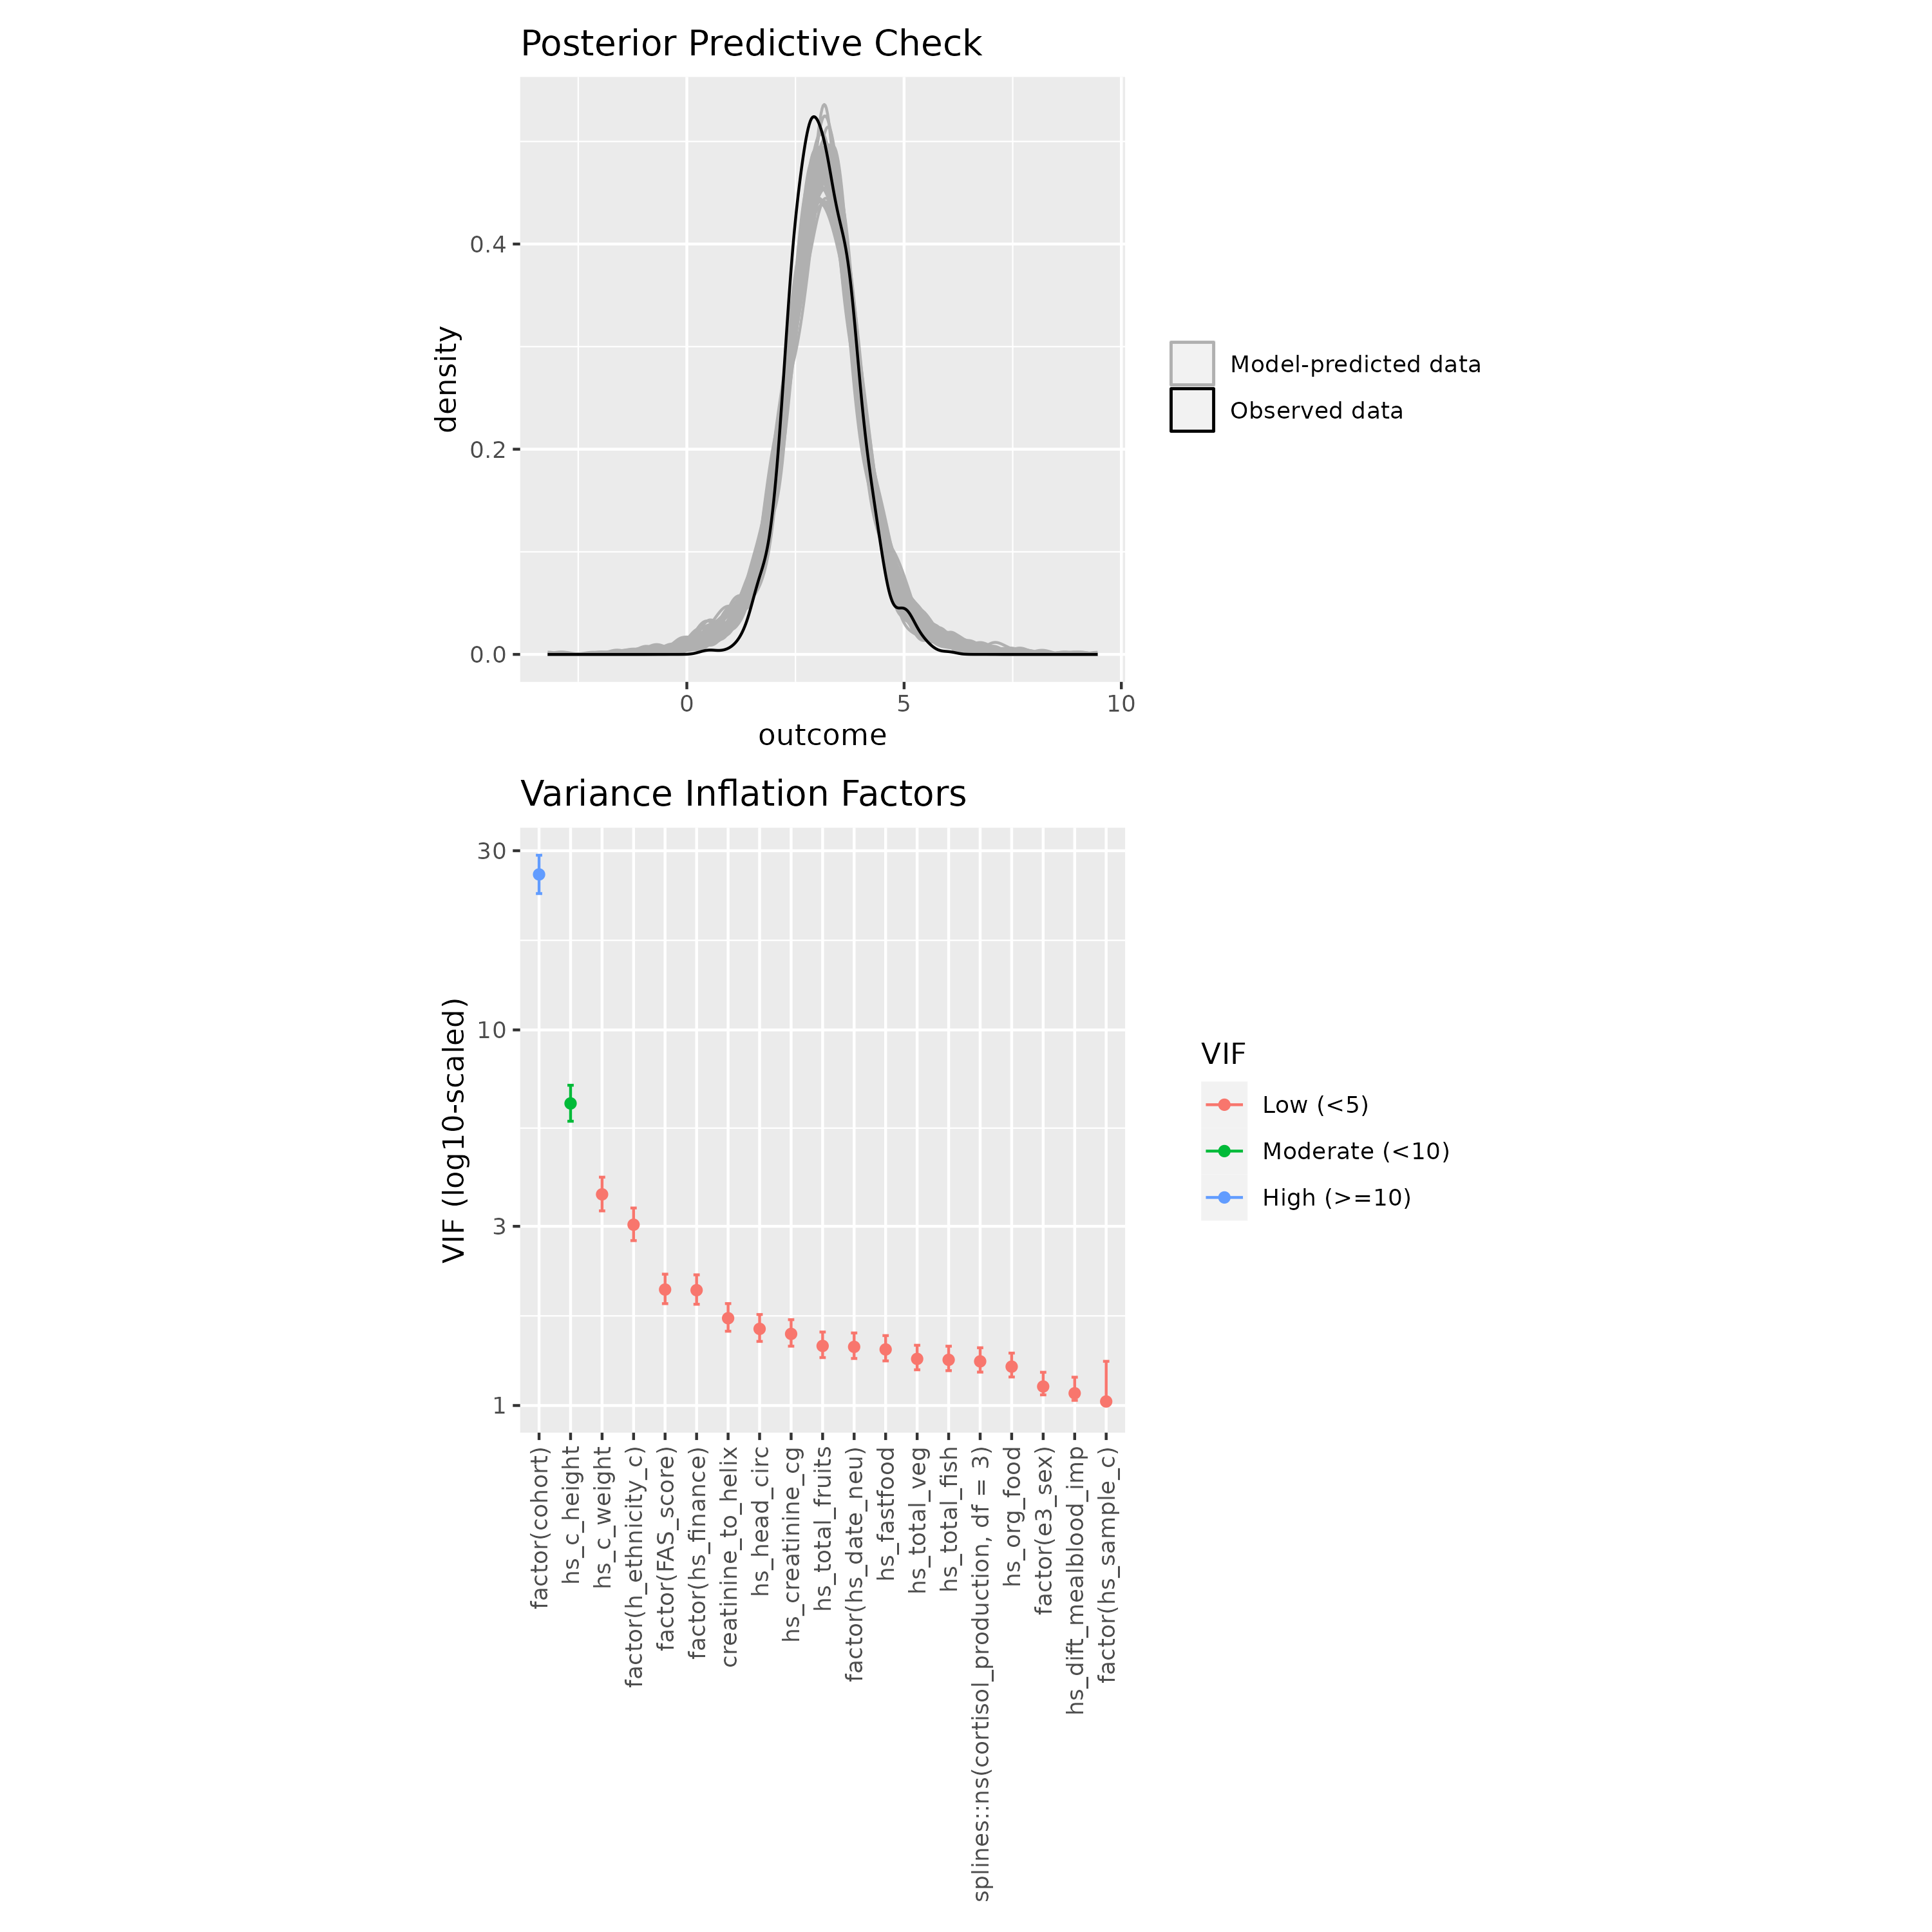 Posterior Predictive Check
density
0.4
0.2
0.0
0
5
10
outcome
Model-predicted data
Observed data
Variance Inflation Factors
VIF (log10-scaled)
30
10
3
1
factor(cohort)
hs_c_height
hs_c_weight
factor(h_ethnicity_c)
factor(FAS_score)
factor(hs_finance)
creatinine_to_helix
hs_head_circ
hs_creatinine_cg
hs_total_fruits
factor(hs_date_neu)
hs_fastfood
hs_total_veg
hs_total_fish
splines::ns(cortisol_production, df = 3)
hs_org_food
factor(e3_sex)
hs_dift_mealblood_imp
factor(hs_sample_c)
VIF
Low (<5)
Moderate (<10)
High (>=10)